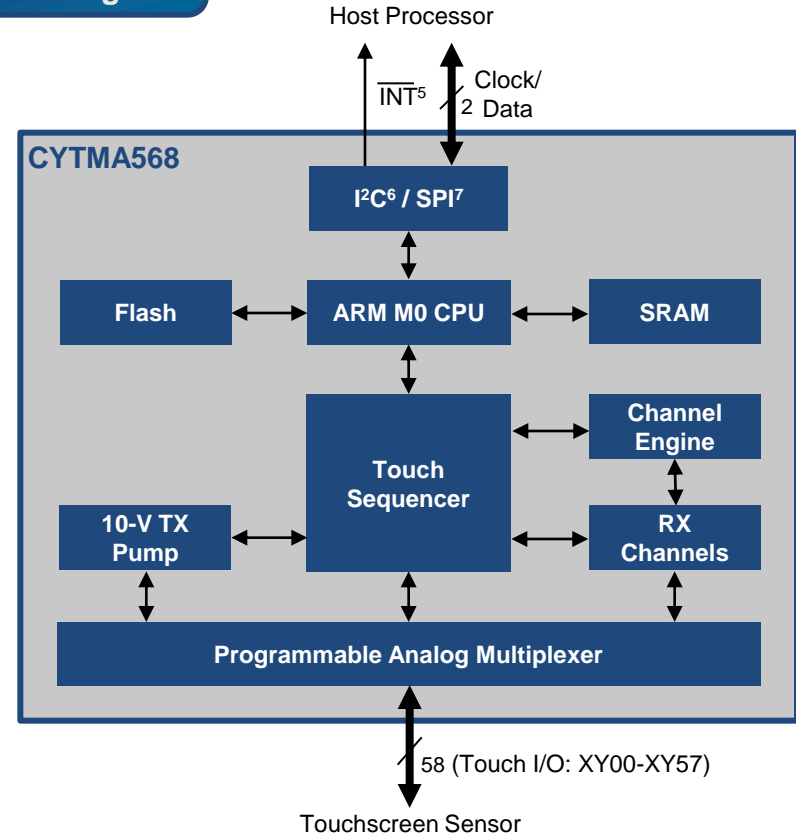 Host Processor
INT⁵
Clock/
2 Data
CYTMA568
I²C⁶ / SPI⁷
Flash
ARM M0 CPU
SRAM
Channel
Engine
Touch
Sequencer
10-V TX
Pump
RX
Channels
Programmable Analog Multiplexer
58 (Touch I/O: XY00-XY57)
Touchscreen Sensor